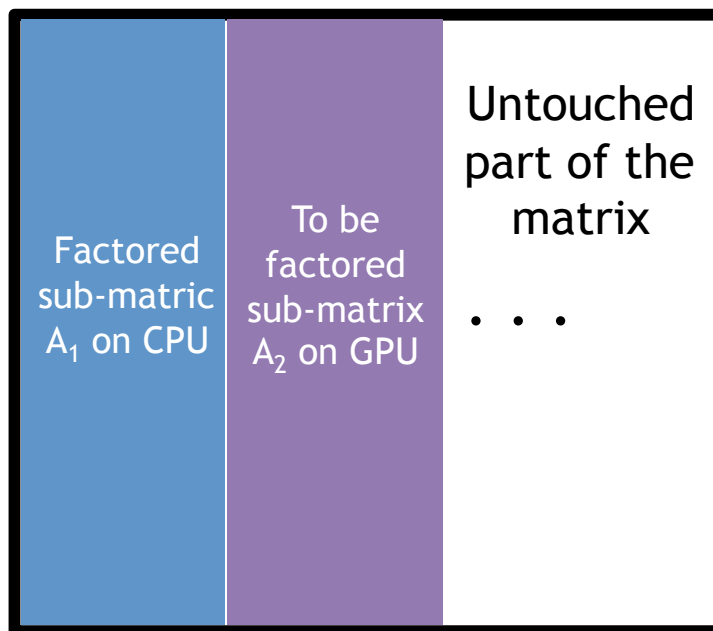 Factored
sub-matric
A₁ on CPU
To be
factored
sub-matrix
A₂ on GPU
Untouched
part of the
matrix
. . .